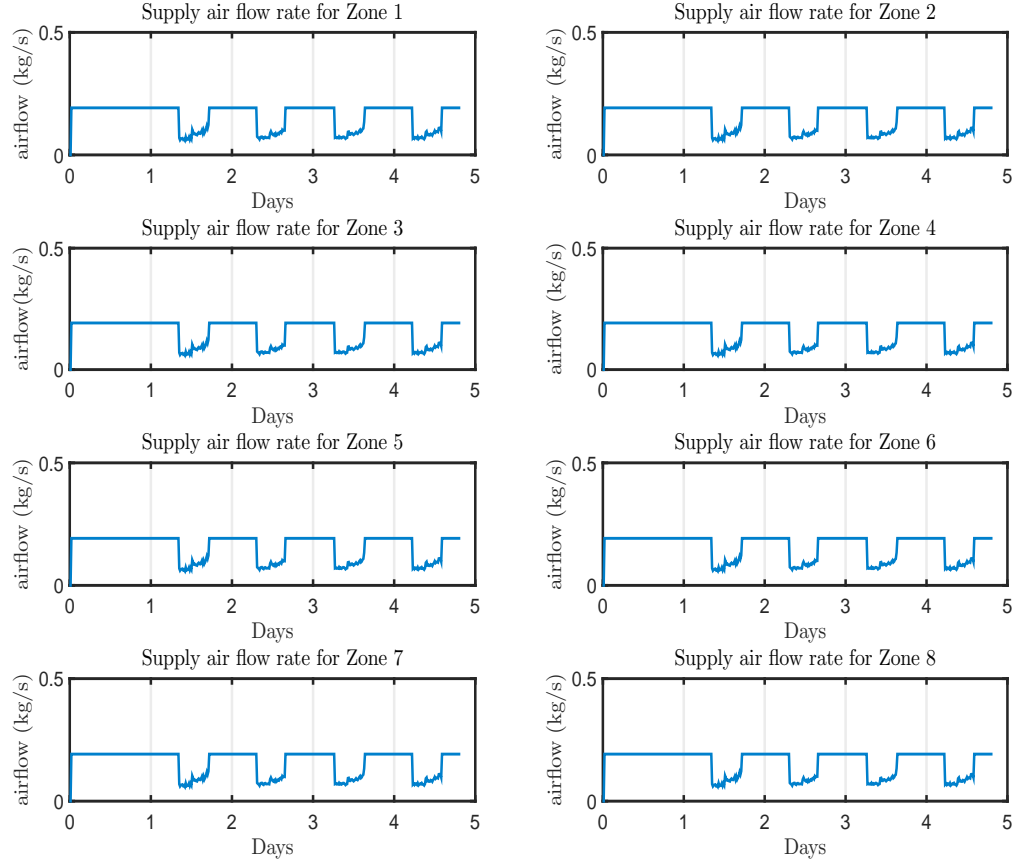 Supply air flow rate for Zone 1
0.5
airflow (kg/s)
0
0 1 2 3 4 5
Days
Supply air flow rate for Zone 2
0.5
airflow (kg/s)
0
0 1 2 3 4 5
Days
Supply air flow rate for Zone 3
0.5
airflow(kg/s)
0
0 1 2 3 4 5
Days
Supply air flow rate for Zone 4
0.5
airflow (kg/s)
0
0 1 2 3 4 5
Days
Supply air flow rate for Zone 5
0.5
airflow (kg/s)
0
0 1 2 3 4 5
Days
Supply air flow rate for Zone 6
0.5
airflow (kg/s)
0
0 1 2 3 4 5
Days
Supply air flow rate for Zone 7
0.5
airflow (kg/s)
0
0 1 2 3 4 5
Days
Supply air flow rate for Zone 8
0.5
airflow (kg/s)
0
0 1 2 3 4 5
Days